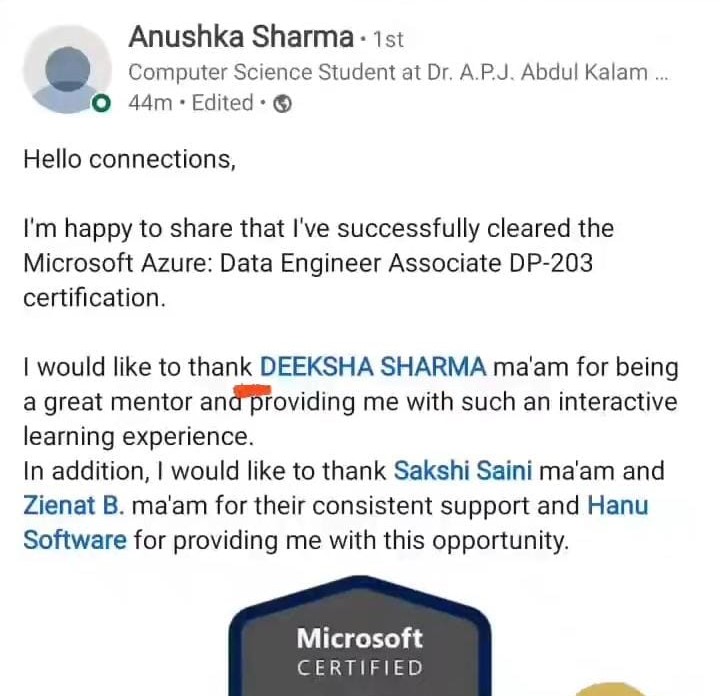 Anushka Sharma · 1st
Computer Science Student at Dr. A.P.J. Abdul Kalam ...
44m • Edited •
Hello connections,
I'm happy to share that I've successfully cleared the
Microsoft Azure: Data Engineer Associate DP-203
certification.
I would like to thank DEEKSHA SHARMA ma'am for being
a great mentor and providing me with such an interactive
learning experience.
In addition, I would like to thank Sakshi Saini ma'am and
Zienat B. ma'am for their consistent support and Hanu
Software for providing me with this opportunity.
Microsoft
CERTIFIED